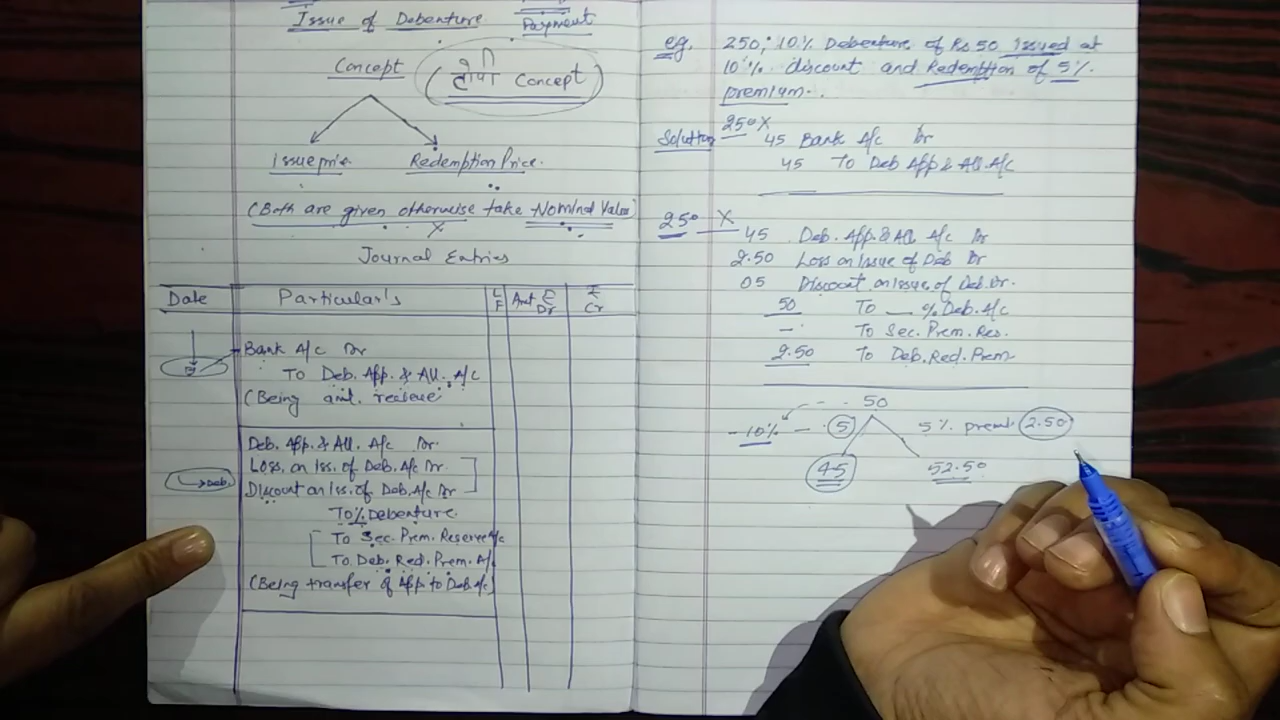 Issue of Debenture
Payment
Concept
(टोपी Concept)
Issue price
Redemption Price.
(Both are given otherwise take Nominal Value)
X
Journal Entries
Date Particular's L F Amt ₹ Dr ₹ Cr
Bank A/c Dr
To Deb. App. & All. A/c
(Being amt. recieve
Deb. App. & All. A/c Dr.
Loss. on Iss. of Deb. A/c Dr
→Deb.
Discount on Iss. of Deb. A/c Dr
To % Debenture.
To Sec. Prem. Reserve A/c
To Deb. Red. Prem. A/c
(Being transfer of App to Deb A/c)
eg. 250, 10% Debenture of Rs 50 Issued at
10% discount and Redemption of 5%
premium.
Solution
250 X
45 Bank A/c Dr
45 To Deb App & All. A/c
250 X
45 Deb. App. & All A/c Dr
2.50 Loss on Issue of Deb Dr
05 Discount on issue of Deb. Dr.
50 To __ % Deb. A/c
- To Sec. Prem. Res.
2.50 To Deb. Red. Prem.
50
10% - 5 5% prem 2.50
45 52.50